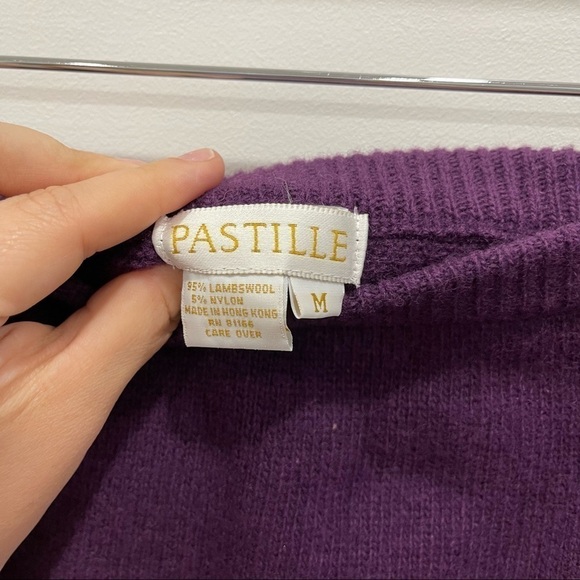 PASTILLE
95% LAMBSWOOL
5% NYLON
MADE IN HONG KONG
RN 81166
CARE OVER
M